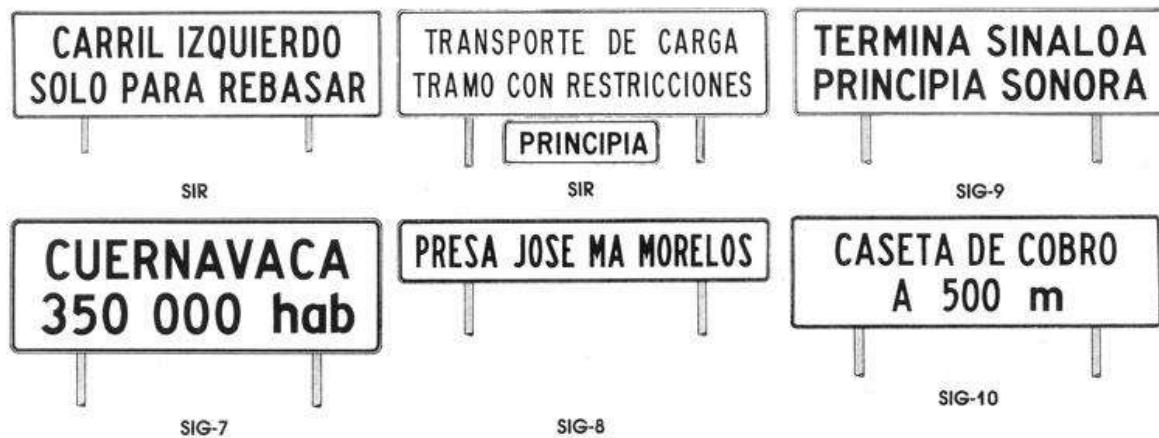 CARRIL IZQUIERDO
SOLO PARA REBASAR
SIR
TRANSPORTE DE CARGA
TRAMO CON RESTRICCIONES
PRINCIPIA
SIR
TERMINA SINALOA
PRINCIPIA SONORA
SIG-9
CUERNAVACA
350 000 hab
SIG-7
PRESA JOSE MA MORELOS
SIG-8
CASETA DE COBRO
A 500 m
SIG-10